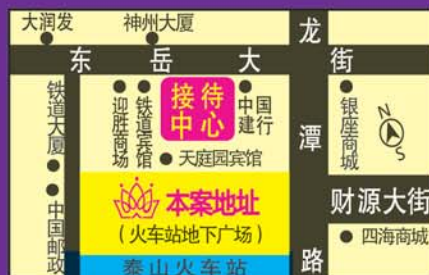 大润发
神州大厦
东岳大街
龙潭路
铁道大厦
迎胜商场
铁道宾馆
接待
中心
中国
建行
银座商城
N
S
天庭园宾馆
本案地址
（火车站地下广场）
财源大街
四海商城
中国邮政
泰山火车站